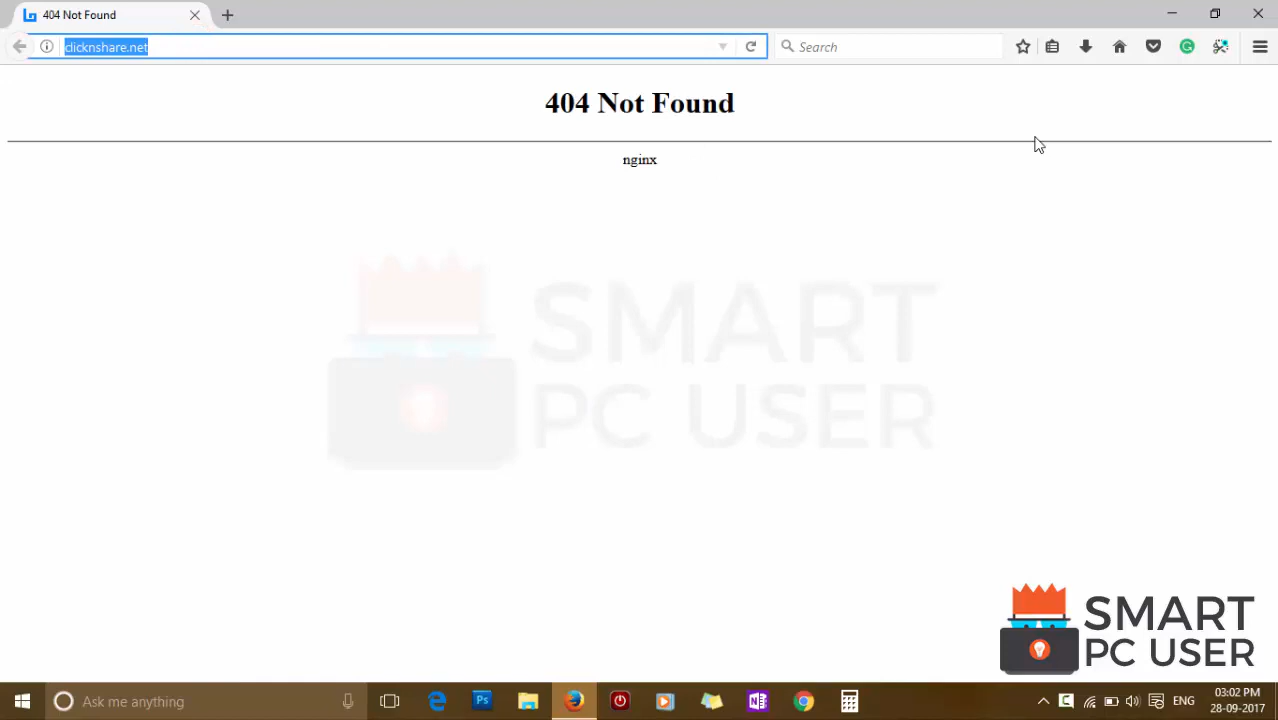 404 Not Found
clicknshare.net
Search
404 Not Found
nginx
SMART
PC USER
SMART
PC USER
Ask me anything
Ps
N
ENG
03:02 PM
28-09-2017